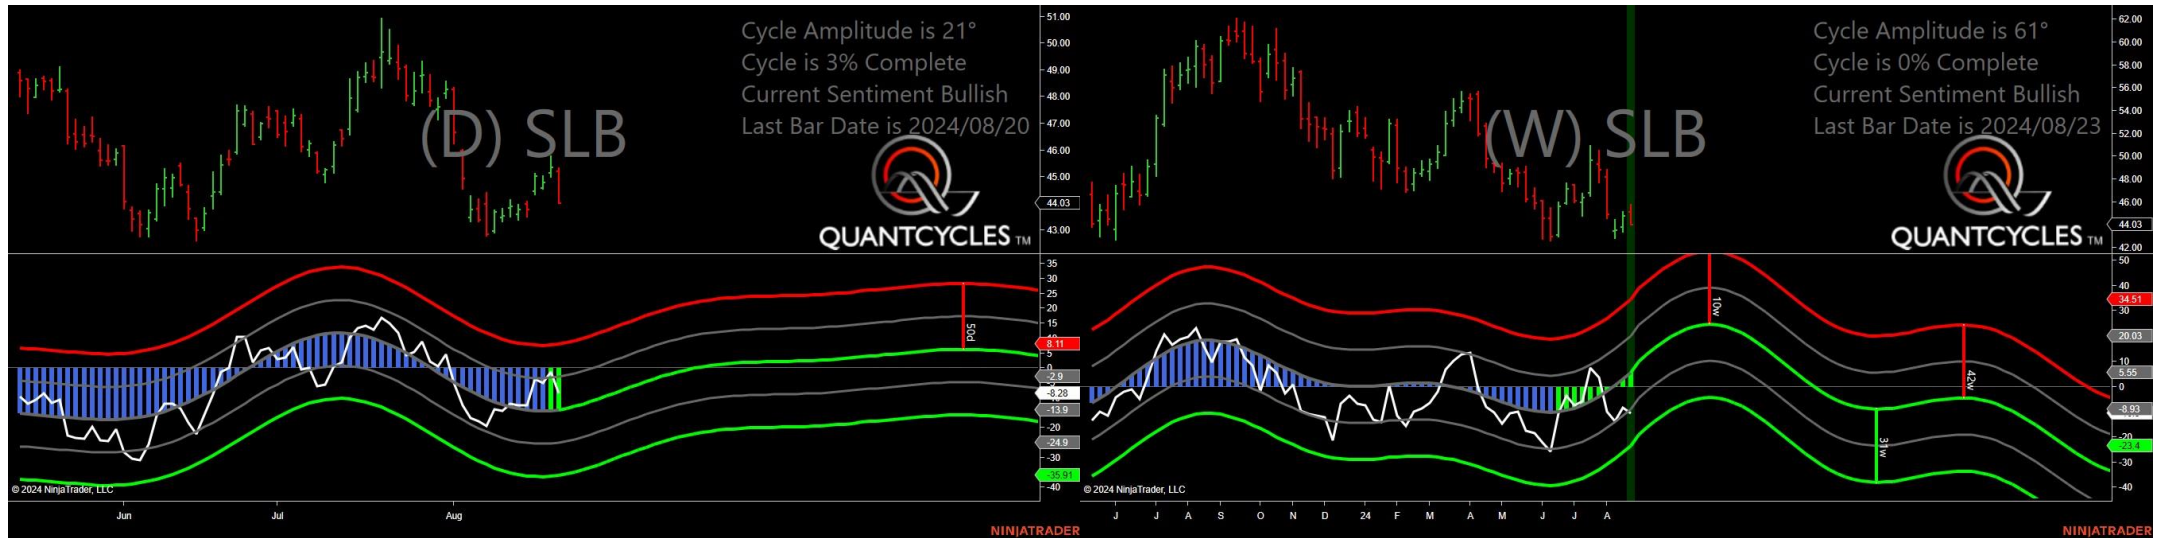 Cycle Amplitude is 21°
Cycle is 3% Complete
Current Sentiment Bullish
Last Bar Date is 2024/08/20
(D) SLB
QUANTCYCLES TM
51.00
50.00
49.00
48.00
47.00
46.00
45.00
44.03
43.00
35
30
25
20
15
10
8.11
5
0
-2.9
-8.28
-13.9
-20
-24.9
-30
-35.91
-40
50d
© 2024 NinjaTrader, LLC
Jun
Jul
Aug
NINJATRADER
Cycle Amplitude is 61°
Cycle is 0% Complete
Current Sentiment Bullish
Last Bar Date is 2024/08/23
(W) SLB
QUANTCYCLES TM
62.00
60.00
58.00
56.00
54.00
52.00
50.00
48.00
46.00
44.03
42.00
50
34.51
30
20.03
10
5.55
0
-8.93
-20
-23.4
-30
-40
10w
31w
42w
© 2024 NinjaTrader, LLC
J
J
A
S
O
N
D
24
F
M
A
M
J
J
A
NINJATRADER